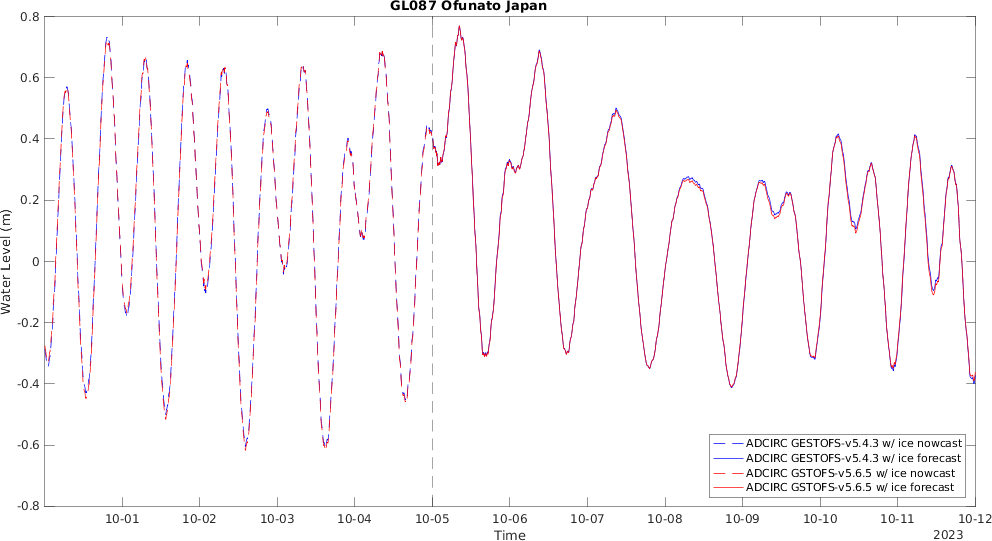 GL087 Ofunato Japan
0.8
0.6
0.4
0.2
0
-0.2
-0.4
-0.6
-0.8
Water Level (m)
ADCIRC GESTOFS-v5.4.3 w/ ice nowcast
ADCIRC GESTOFS-v5.4.3 w/ ice forecast
ADCIRC GSTOFS-v5.6.5 w/ ice nowcast
ADCIRC GSTOFS-v5.6.5 w/ ice forecast
10-01 10-02 10-03 10-04 10-05 10-06 10-07 10-08 10-09 10-10 10-11 10-12
Time
2023